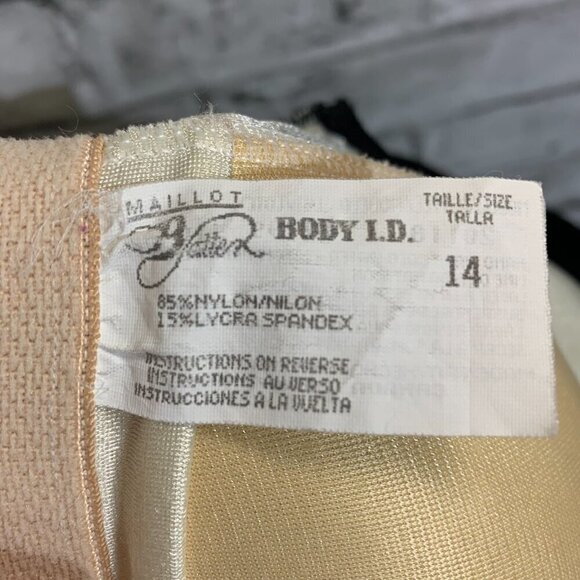 MAILLOT
BODY I.D.
TAILLE/SIZE
TALLA
14
85%NYLON/NILON
15%LYCRA SPANDEX
INSTRUCTIONS ON REVERSE
INSTRUCTIONS AU VERSO
INSTRUCCIONES A LA VUELTA